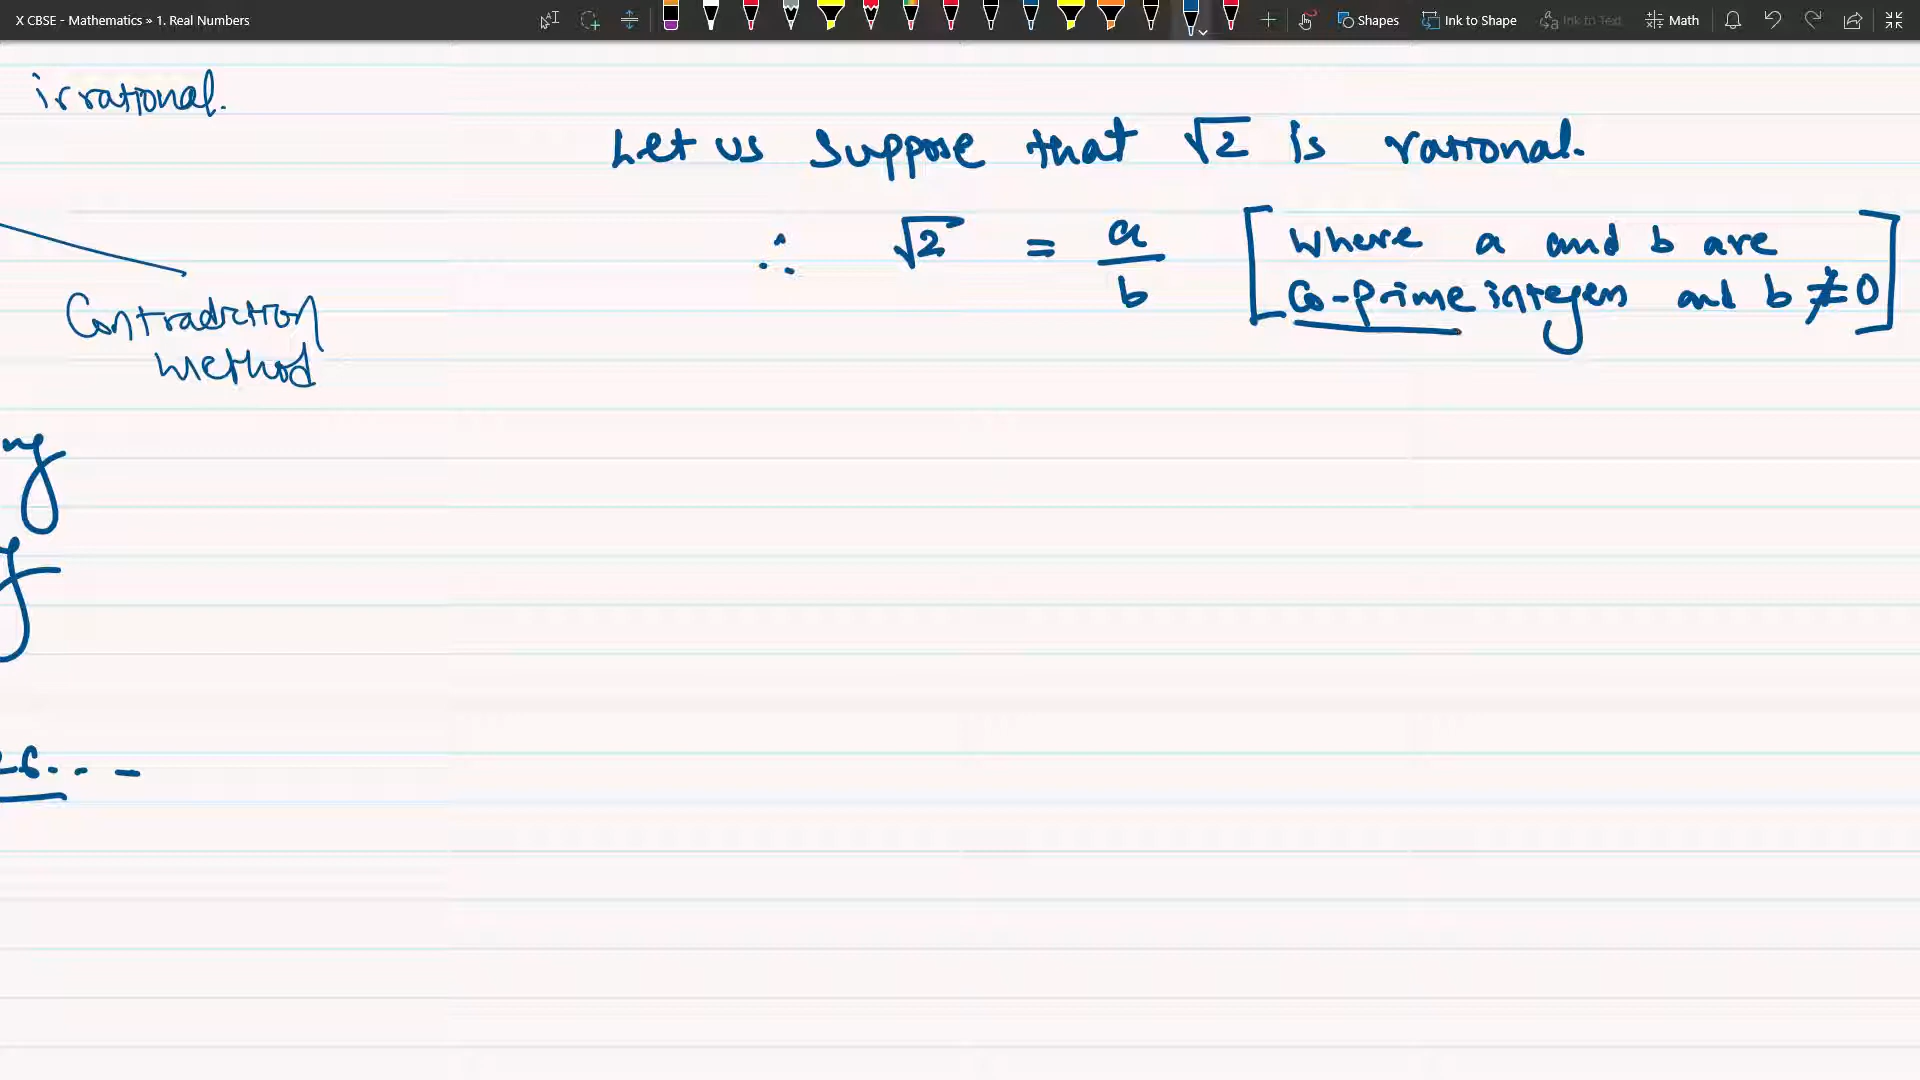 X CBSE - Mathematics » 1. Real Numbers
Shapes
Ink to Shape
Ink to Text
Math
irrational.
Let us suppose that √2 is rational.
∴ √2 = a/b [where a and b are
co-prime integers and b ≠ 0]
Contradiction
method